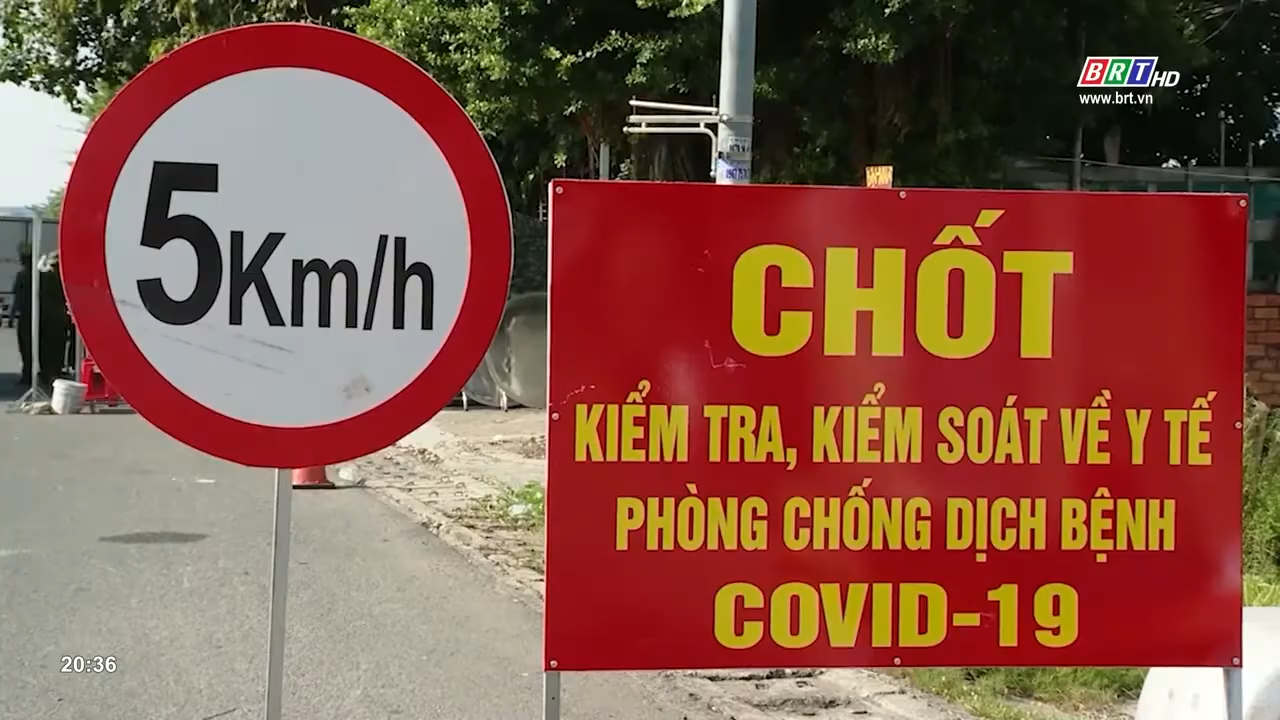 5Km/h
CHỐT
KIỂM TRA, KIỂM SOÁT VỀ Y TẾ
PHÒNG CHỐNG DỊCH BỆNH
COVID-19
BRT HD
www.brt.vn
20:36